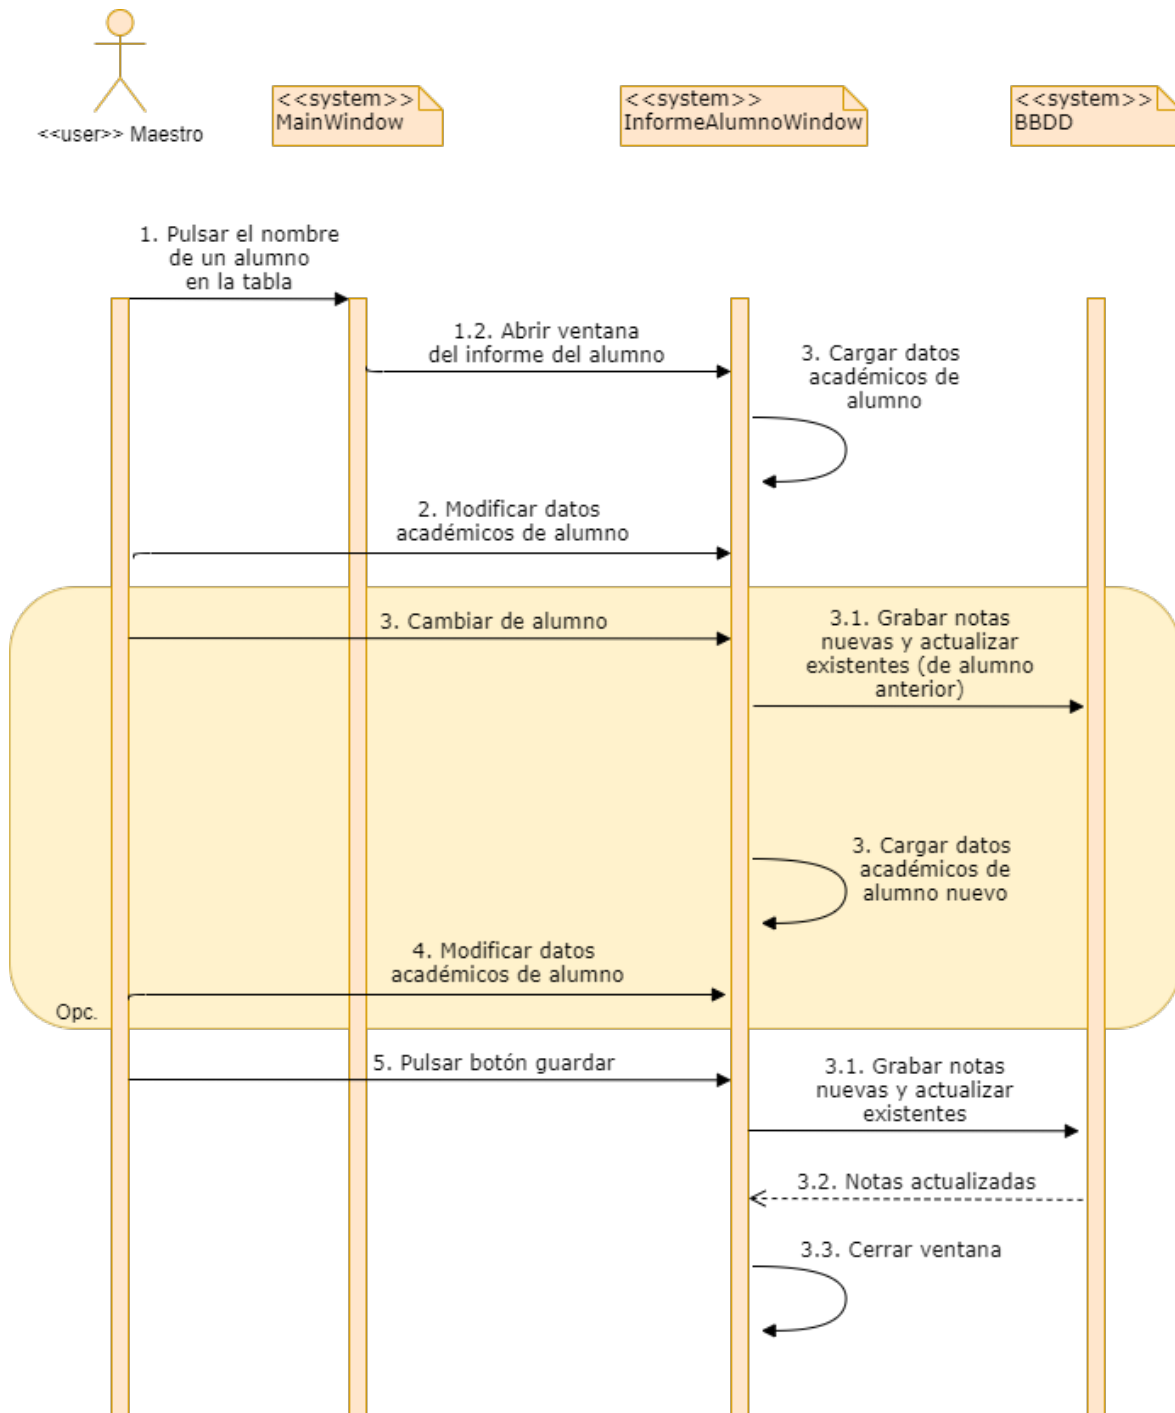 <<user>> Maestro
<<system>>
MainWindow
<<system>>
InformeAlumnoWindow
<<system>>
BBDD
1. Pulsar el nombre
de un alumno
en la tabla
1.2. Abrir ventana
del informe del alumno
3. Cargar datos
académicos de
alumno
2. Modificar datos
académicos de alumno
3. Cambiar de alumno
3.1. Grabar notas
nuevas y actualizar
existentes (de alumno
anterior)
3. Cargar datos
académicos de
alumno nuevo
4. Modificar datos
académicos de alumno
Opc.
5. Pulsar botón guardar
3.1. Grabar notas
nuevas y actualizar
existentes
3.2. Notas actualizadas
3.3. Cerrar ventana